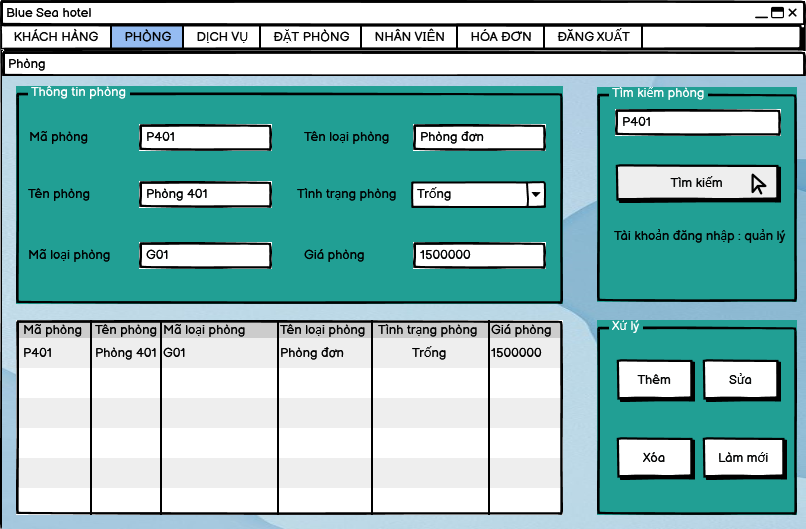 Blue Sea hotel
KHÁCH HÀNG PHÒNG DỊCH VỤ ĐẶT PHÒNG NHÂN VIÊN HÓA ĐƠN ĐĂNG XUẤT
Phòng
Thông tin phòng
Mã phòng P401 Tên loại phòng Phòng đơn
Tên phòng Phòng 401 Tình trạng phòng Trống
Mã loại phòng G01 Giá phòng 1500000
Tìm kiếm phòng
P401
Tìm kiếm
Tài khoản đăng nhập : quản lý
Mã phòng Tên phòng Mã loại phòng Tên loại phòng Tình trạng phòng Giá phòng
P401 Phòng 401 G01 Phòng đơn Trống 1500000
Xử lý
Thêm Sửa
Xóa Làm mới